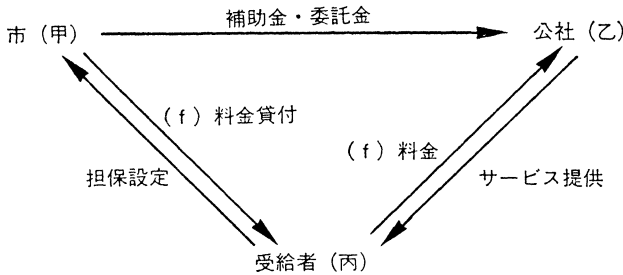 補助金・委託金
市（甲）
公社（乙）
（f）料金貸付
（f）料金
担保設定
サービス提供
受給者（丙）